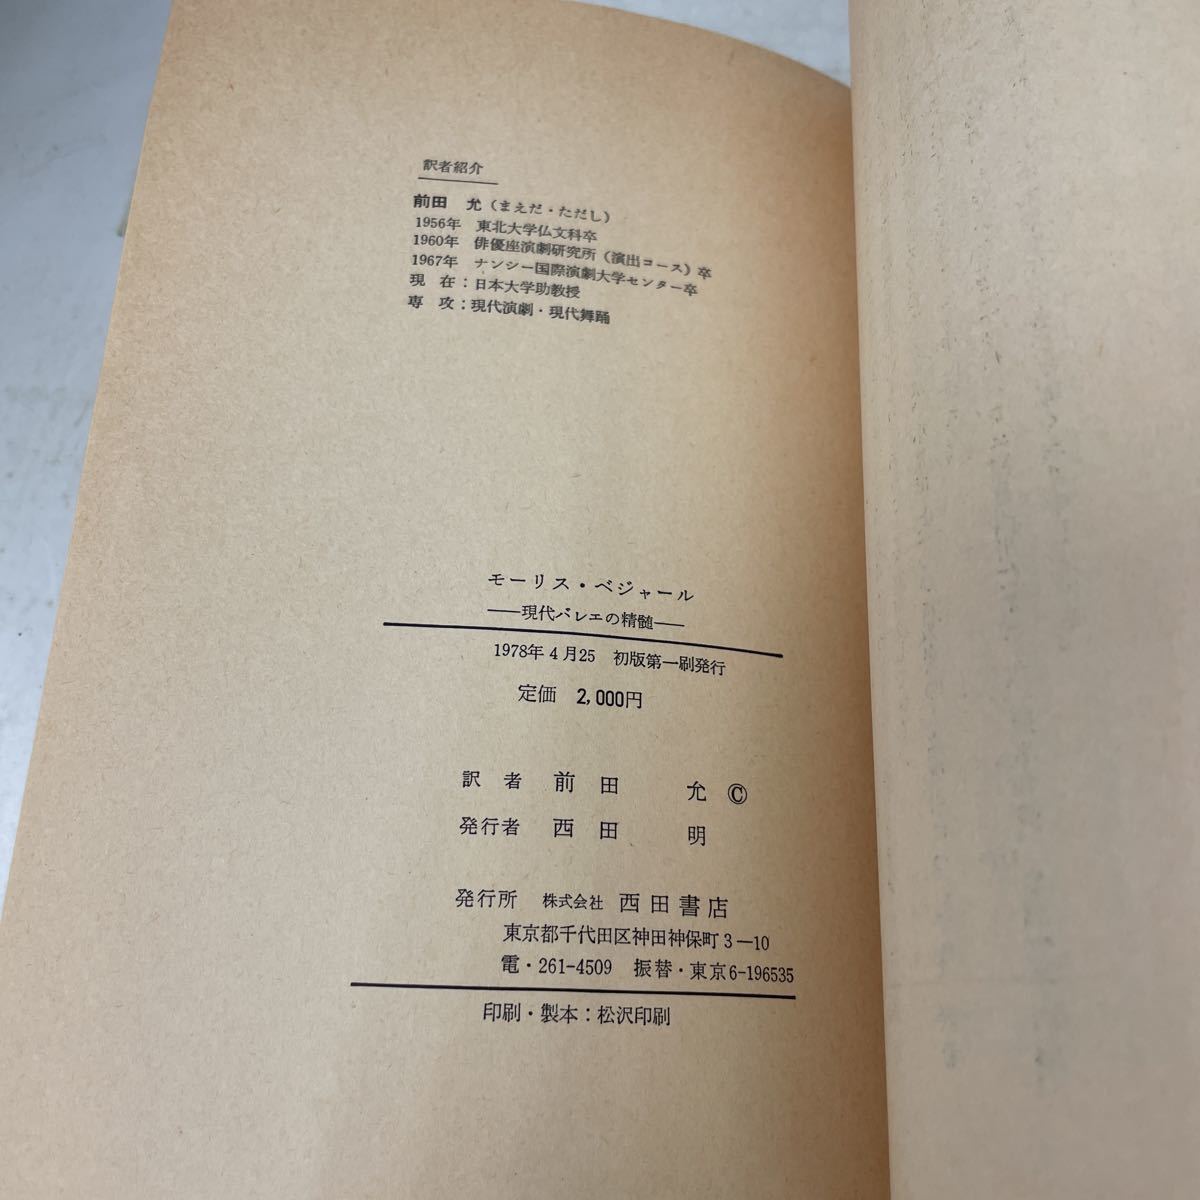 訳者紹介
前田 允(まえだ・ただし)
1956年 東北大学仏文科卒
1960年 俳優座演劇研究所(演出コース)卒
1967年 ナンシー国際演劇大学センター卒
現 在:日本大学助教授
専 攻:現代演劇・現代舞踊
モーリス・ベジャール
——現代バレエの精髄——
1978年4月25 初版第一刷発行
定価 2,000円
訳 者 前 田 允 ©
発行者 西 田 明
発行所 株式会社 西田書店
東京都千代田区神田神保町3—10
電・261-4509 振替・東京6-196535
印刷・製本:松沢印刷